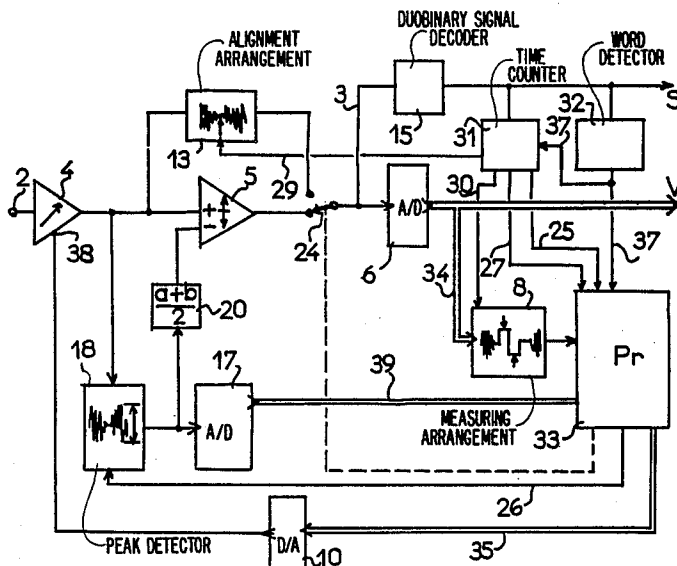 DUOBINARY SIGNAL
DECODER
ALIGNMENT
ARRANGEMENT
TIME
COUNTER
WORD
DETECTOR
3
15
31
32
37
S
13
29
2
4
5
+
+
-
24
30
A/D
6
V
38
27
25
37
34
8
a+b
2
20
18
17
A/D
39
Pr
MEASURING
ARRANGEMENT
33
26
PEAK DETECTOR
D/A
10
35